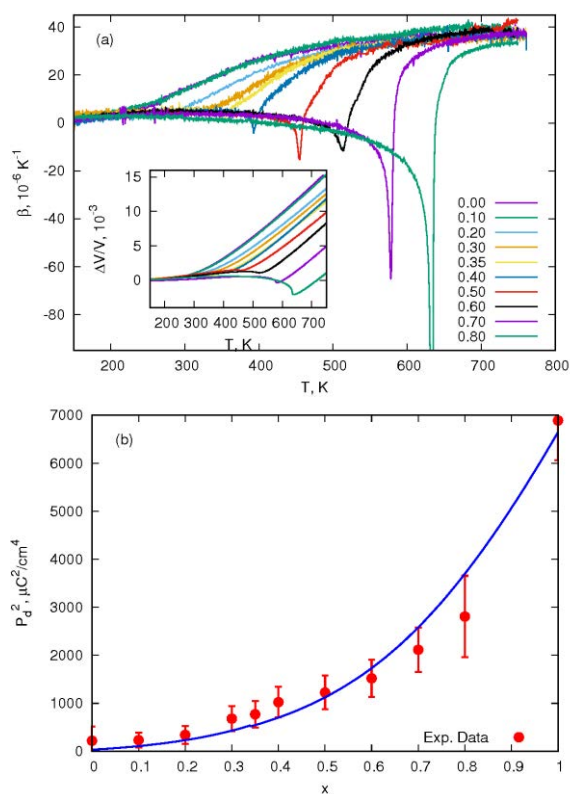 (a)
40
20
0
-20
-40
-60
-80
β, 10⁻⁶ K⁻¹
15
10
5
0
ΔV/V, 10⁻³
200 300 400 500 600 700
T, K
0.00
0.10
0.20
0.30
0.35
0.40
0.50
0.60
0.70
0.80
200 300 400 500 600 700 800
T, K
(b)
7000
6000
5000
4000
3000
2000
1000
0
P_d², μC²/cm⁴
Exp. Data
0 0.1 0.2 0.3 0.4 0.5 0.6 0.7 0.8 0.9 1
x